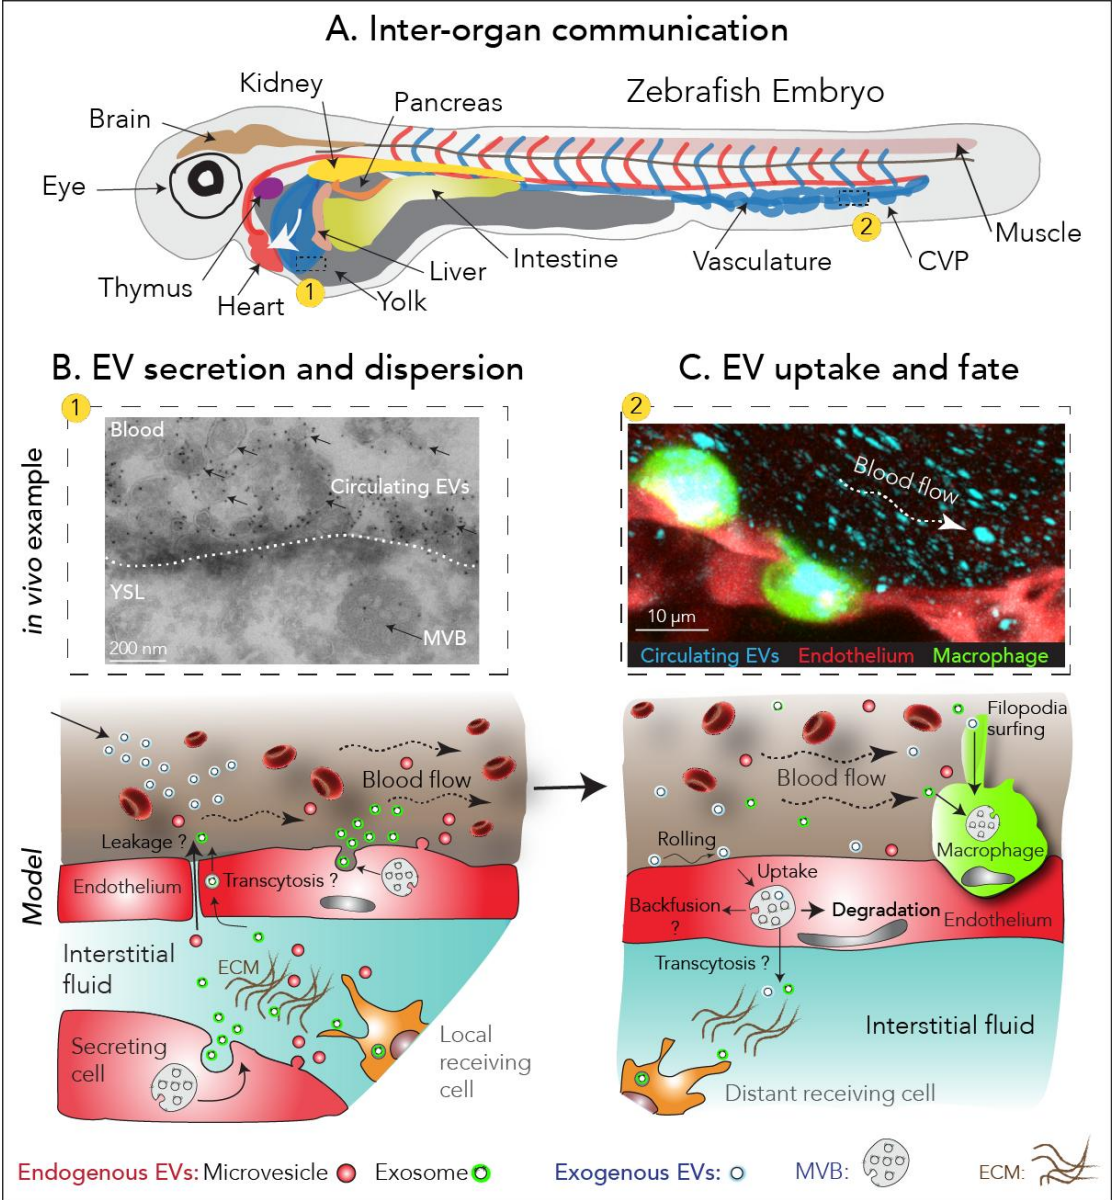 A. Inter-organ communication
Zebrafish Embryo
Kidney
Pancreas
Brain
Eye
Thymus
Heart
1
Yolk
Liver
Intestine
Vasculature
2
CVP
Muscle
B. EV secretion and dispersion
1
in vivo example
Blood
Circulating EVs
YSL
MVB
200 nm
C. EV uptake and fate
2
Blood flow
10 µm
Circulating EVs Endothelium Macrophage
Model
Blood flow
Leakage ?
Endothelium
Transcytosis ?
Interstitial
fluid
ECM
Secreting
cell
Local
receiving
cell
Filopodia
surfing
Blood flow
Rolling
Macrophage
Uptake
Backfusion
?
Degradation
Endothelium
Transcytosis ?
Interstitial fluid
Distant receiving cell
Endogenous EVs: Microvesicle Exosome Exogenous EVs: MVB: ECM: